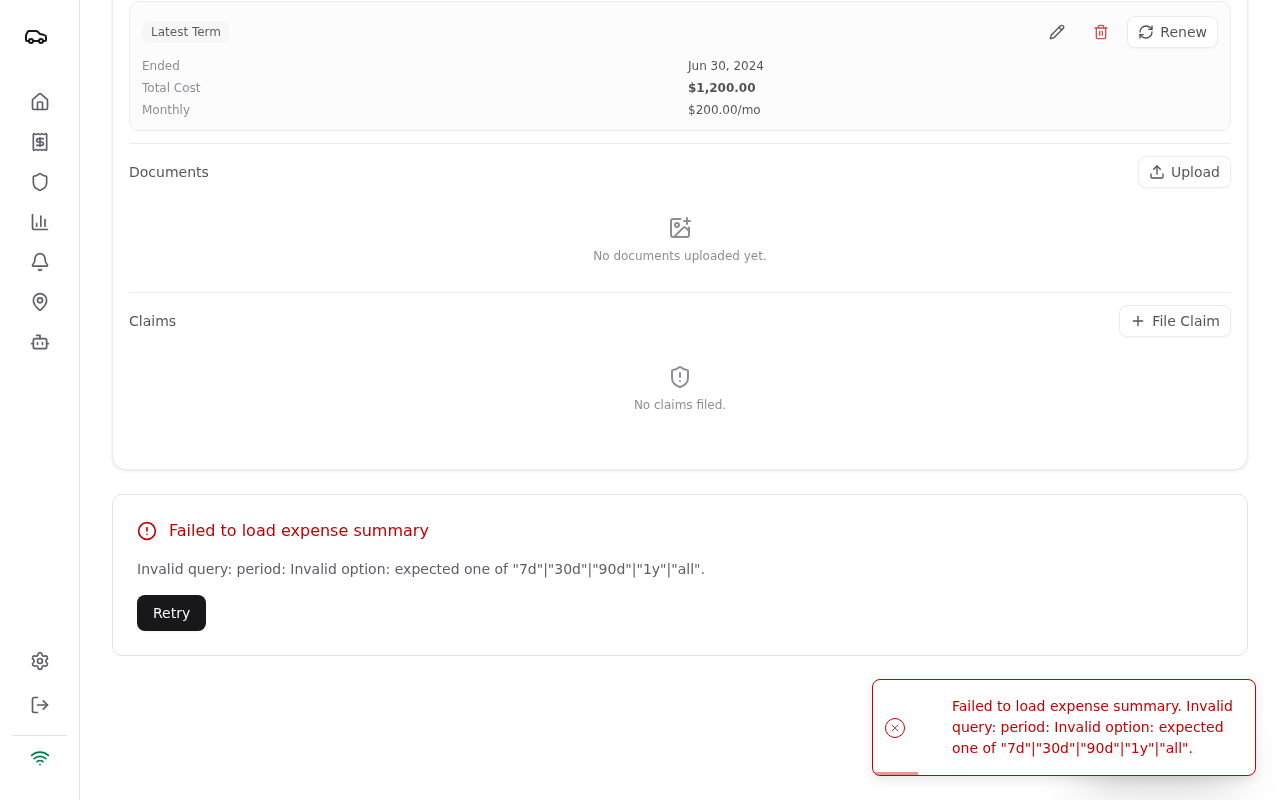 Latest Term
Renew
Ended
Jun 30, 2024
Total Cost
$1,200.00
Monthly
$200.00/mo
Documents
Upload
No documents uploaded yet.
Claims
File Claim
No claims filed.
Failed to load expense summary
Invalid query: period: Invalid option: expected one of "7d"|"30d"|"90d"|"1y"|"all".
Retry
Failed to load expense summary. Invalid
query: period: Invalid option: expected
one of "7d"|"30d"|"90d"|"1y"|"all".